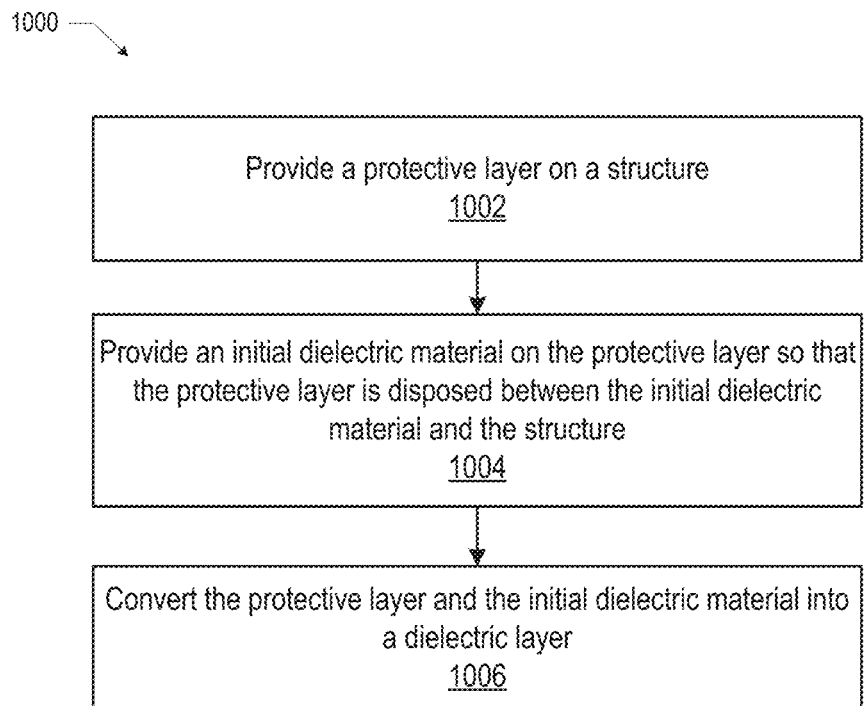 1000
Provide a protective layer on a structure
1002
Provide an initial dielectric material on the protective layer so that
the protective layer is disposed between the initial dielectric
material and the structure
1004
Convert the protective layer and the initial dielectric material into
a dielectric layer
1006